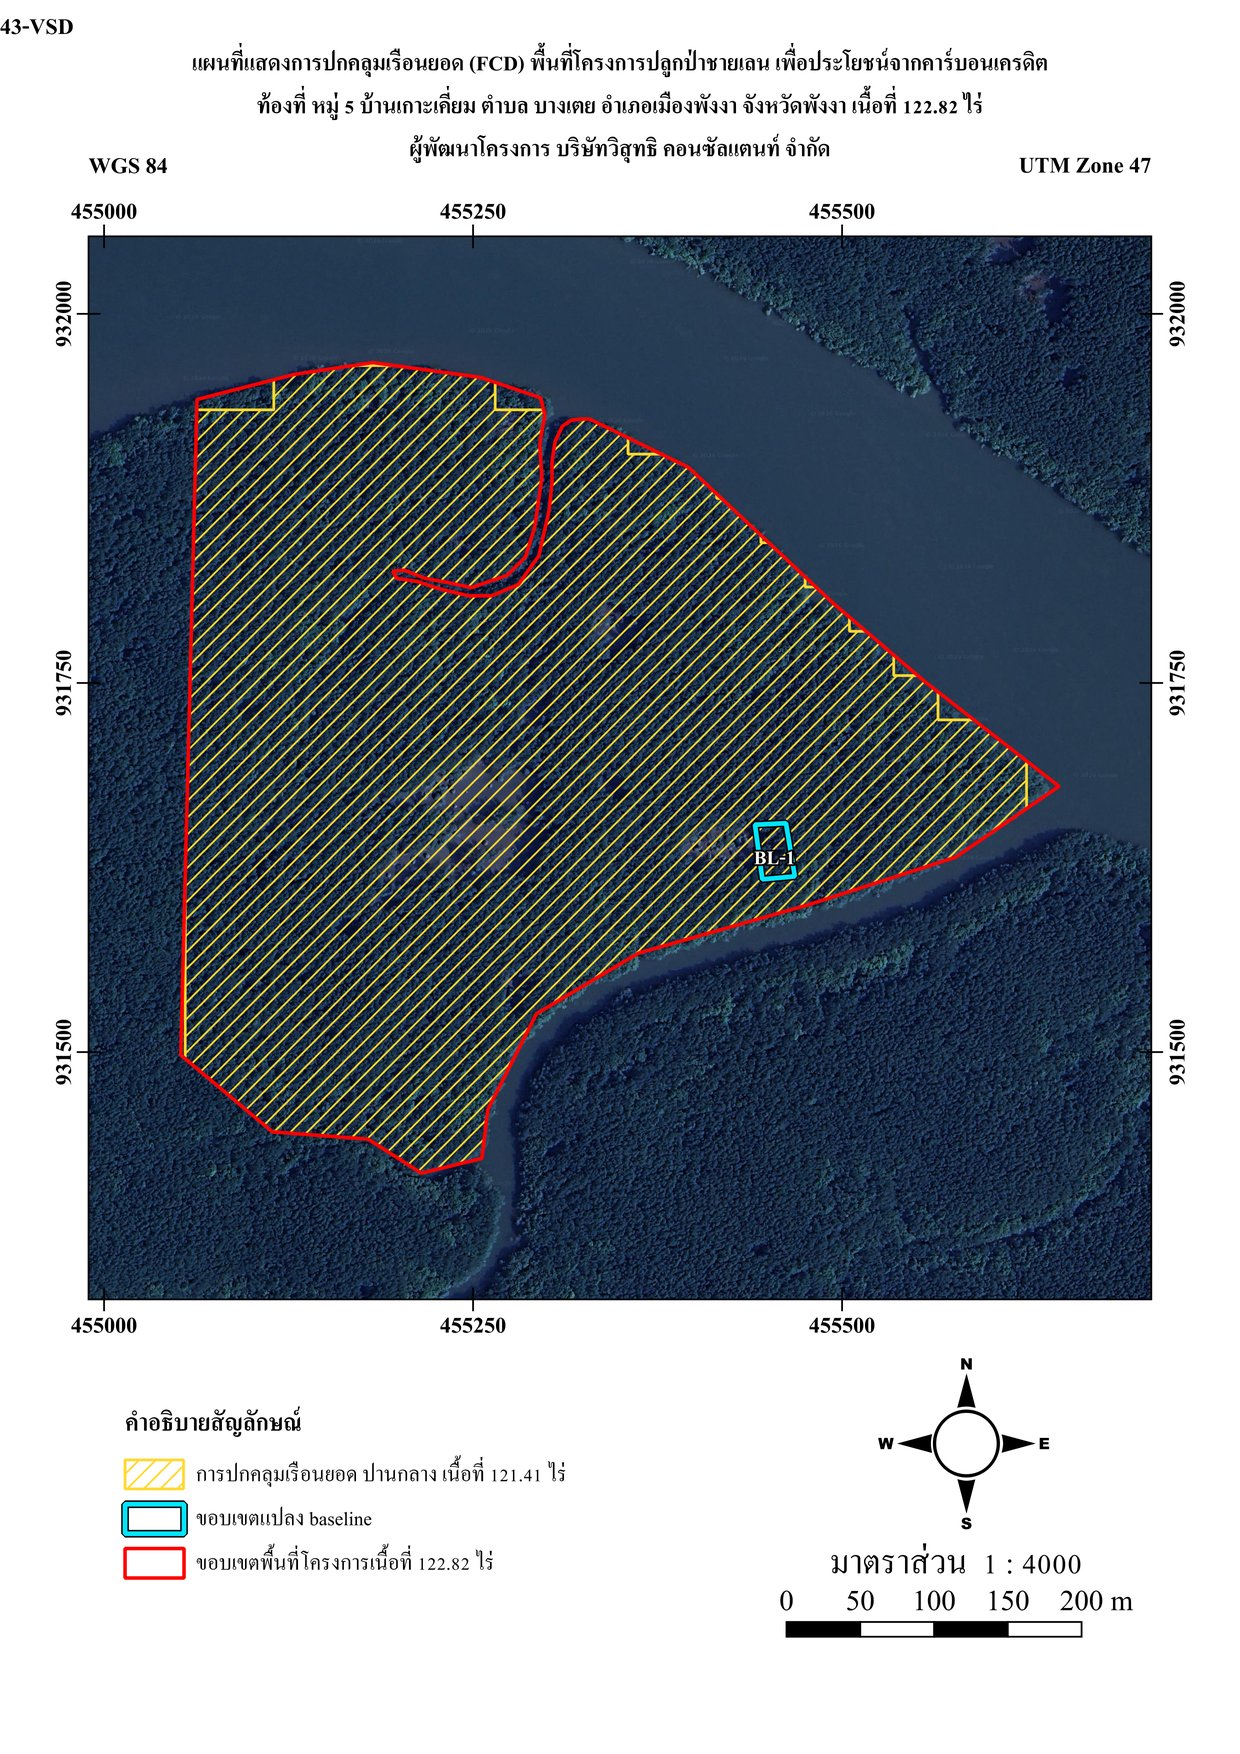 43-VSD
แผนที่แสดงการปกคลุมเรือนยอด (FCD) พื้นที่โครงการปลูกป่าชายเลน เพื่อประโยชน์จากคาร์บอนเครดิต
ท้องที่ หมู่ 5 บ้านเกาะเคี่ยม ตำบล บางเตย อำเภอเมืองพังงา จังหวัดพังงา เนื้อที่ 122.82 ไร่
ผู้พัฒนาโครงการ บริษัทวิสุทธิ คอนซัลแตนท์ จำกัด
WGS 84
UTM Zone 47
455000
455250
455500
932000
932000
931750
931750
BL-1
931500
931500
455000
455250
455500
คำอธิบายสัญลักษณ์
การปกคลุมเรือนยอด ปานกลาง เนื้อที่ 121.41 ไร่
ขอบเขตแปลง baseline
ขอบเขตพื้นที่โครงการเนื้อที่ 122.82 ไร่
N
W
E
S
มาตราส่วน 1 : 4000
0 50 100 150 200 m